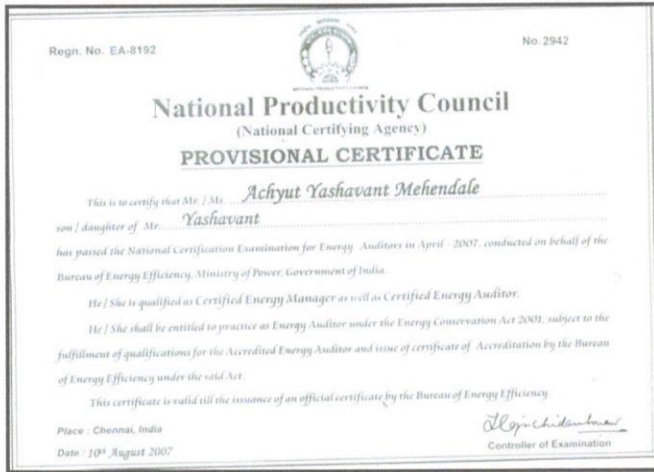 Regn. No. EA-8192
No.2942
NATIONAL PRODUCTIVITY COUNCIL
National Productivity Council
(National Certifying Agency)
PROVISIONAL CERTIFICATE
This is to certify that Mr. / Ms. Achyut Yashavant Mehendale
son / daughter of Mr. Yashavant
has passed the National Certification Examination for Energy Auditors in April - 2007, conducted on behalf of the
Bureau of Energy Efficiency, Ministry of Power, Government of India.
He / She is qualified as Certified Energy Manager as well as Certified Energy Auditor.
He / She shall be entitled to practice as Energy Auditor under the Energy Conservation Act 2001, subject to the
fulfillment of qualifications for the Accredited Energy Auditor and issue of certificate of Accreditation by the Bureau
of Energy Efficiency under the said Act.
This certificate is valid till the issuance of an official certificate by the Bureau of Energy Efficiency
Place : Chennai, India
Controller of Examination
Date : 10th August 2007